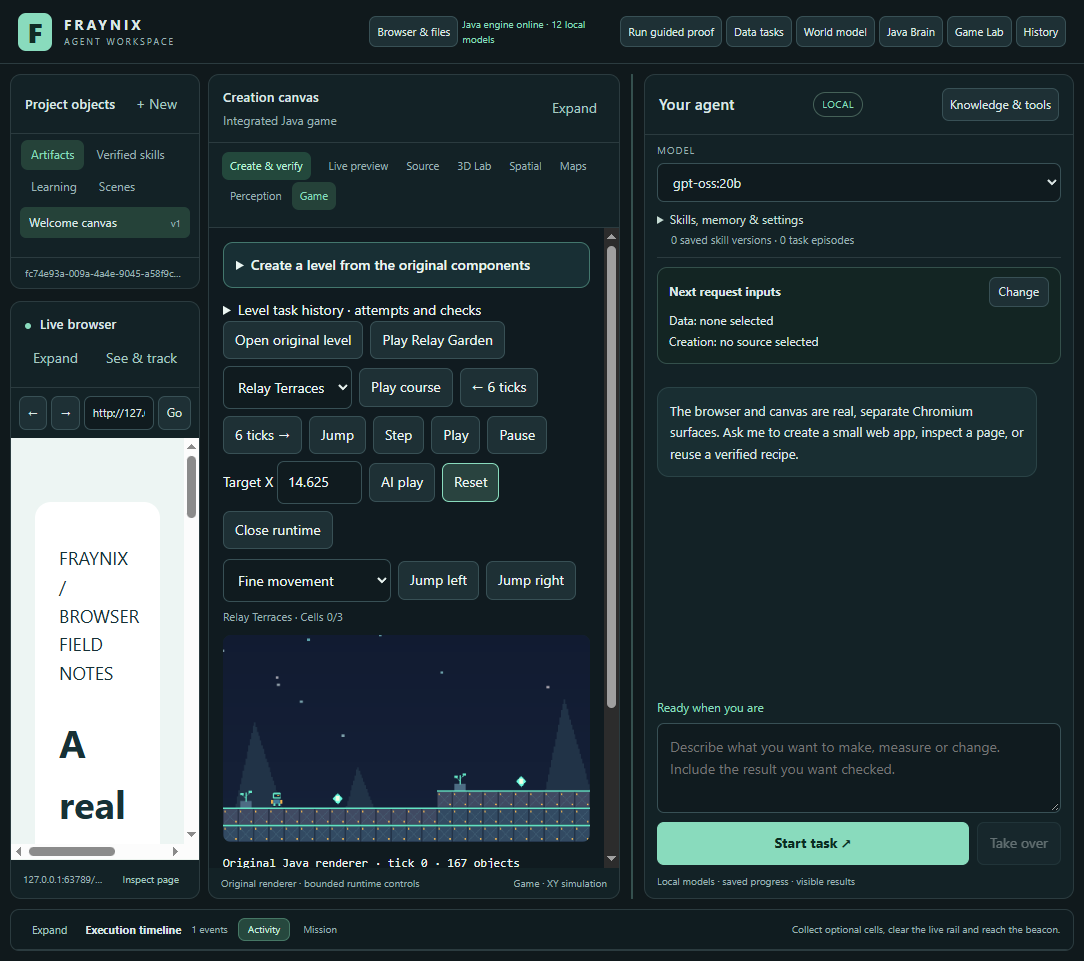 F
FRAYNIX
AGENT WORKSPACE
Browser & files
Java engine online · 12 local
models
Run guided proof
Data tasks
World model
Java Brain
Game Lab
History
Project objects
+ New
Artifacts
Verified skills
Learning
Scenes
Welcome canvas
v1
fc74e93a-009a-4a4e-9045-a58f9c...
Live browser
Expand
See & track
←
→
http://127.
Go
FRAYNIX
/
BROWSER
FIELD
NOTES
A
real
127.0.0.1:63789/...
Inspect page
Creation canvas
Integrated Java game
Expand
Create & verify
Live preview
Source
3D Lab
Spatial
Maps
Perception
Game
Create a level from the original components
Level task history · attempts and checks
Open original level
Play Relay Garden
Relay Terraces
Play course
← 6 ticks
6 ticks →
Jump
Step
Play
Pause
Target X
14.625
AI play
Reset
Close runtime
Fine movement
Jump left
Jump right
Relay Terraces · Cells 0/3
Original Java renderer · tick 0 · 167 objects
Original renderer · bounded runtime controls
Game · XY simulation
Your agent
LOCAL
Knowledge & tools
MODEL
gpt-oss:20b
Skills, memory & settings
0 saved skill versions · 0 task episodes
Next request inputs
Change
Data: none selected
Creation: no source selected
The browser and canvas are real, separate Chromium
surfaces. Ask me to create a small web app, inspect a page, or
reuse a verified recipe.
Ready when you are
Describe what you want to make, measure or change.
Include the result you want checked.
Start task ↗
Take over
Local models · saved progress · visible results
Expand
Execution timeline
1 events
Activity
Mission
Collect optional cells, clear the live rail and reach the beacon.